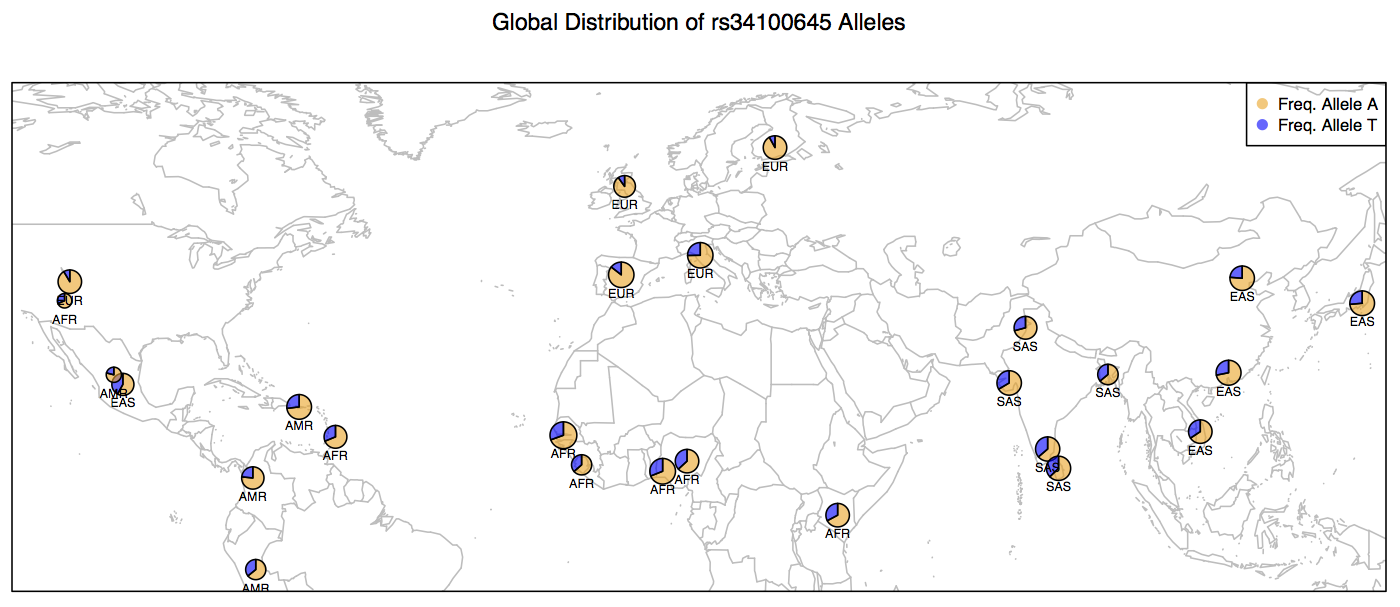 Global Distribution of rs34100645 Alleles
Freq. Allele A
Freq. Allele T
EUR
EUR
EUR
EUR
EUR
AFR
EAS
EAS
SAS
SAS
SAS
EAS
AMR
EAS
AMR
AFR
AMR
AFR
AFR
AFR
AFR
EAS
SAS
SAS
AFR
AMR